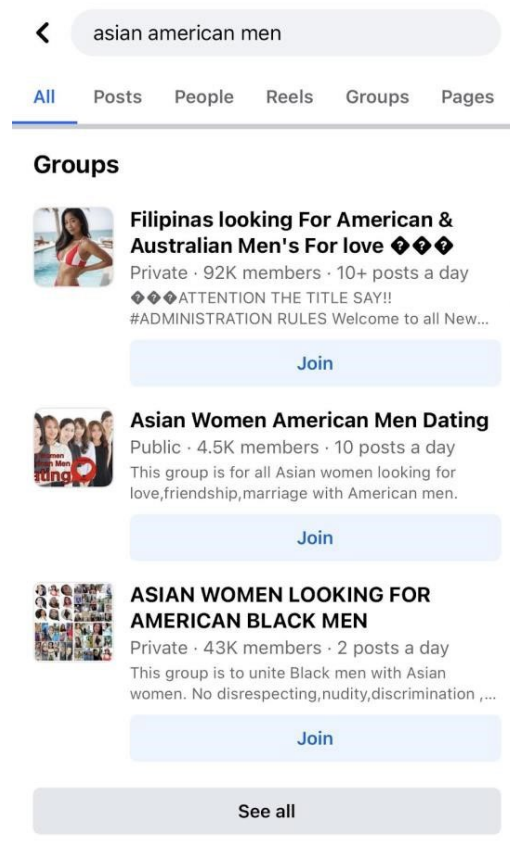 asian american men
All Posts People Reels Groups Pages
Groups
Filipinas looking For American &
Australian Men's For love ���
Private · 92K members · 10+ posts a day
���ATTENTION THE TITLE SAY!!
#ADMINISTRATION RULES Welcome to all New...
Join
Asian Women American Men Dating
Public · 4.5K members · 10 posts a day
This group is for all Asian women looking for
love,friendship,marriage with American men.
Join
ASIAN WOMEN LOOKING FOR
AMERICAN BLACK MEN
Private · 43K members · 2 posts a day
This group is to unite Black men with Asian
women. No disrespecting,nudity,discrimination ,...
Join
See all